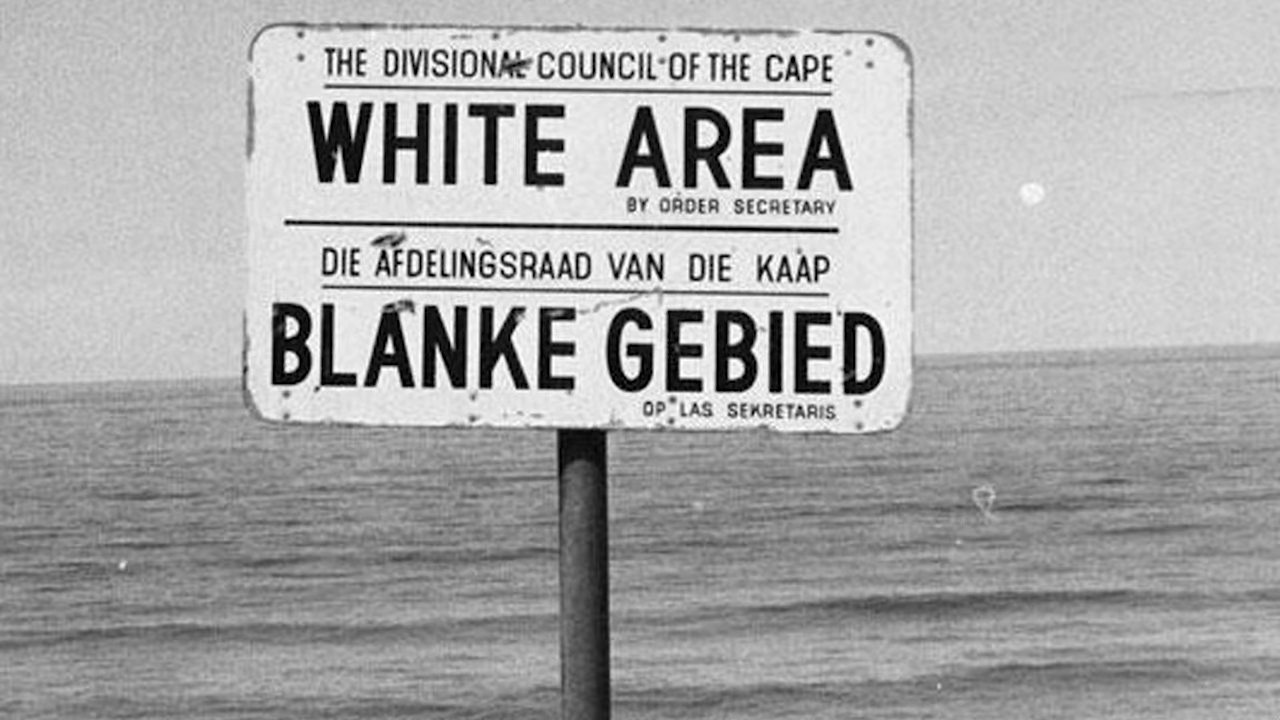 THE DIVISIONAL COUNCIL OF THE CAPE
WHITE AREA
BY ORDER SECRETARY
DIE AFDELINGSRAAD VAN DIE KAAP
BLANKE GEBIED
OP LAS SEKRETARIS